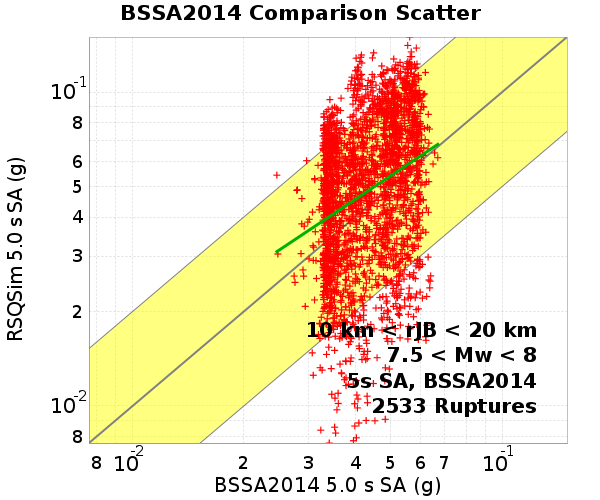 BSSA2014 Comparison Scatter
RSQSim 5.0 s SA (g)
10-1
8
6
5
4
3
2
10-2
8
10 km < rJB < 20 km
7.5 < Mw < 8
5s SA, BSSA2014
2533 Ruptures
8 10-2 2 3 4 5 6 7 10-1
BSSA2014 5.0 s SA (g)